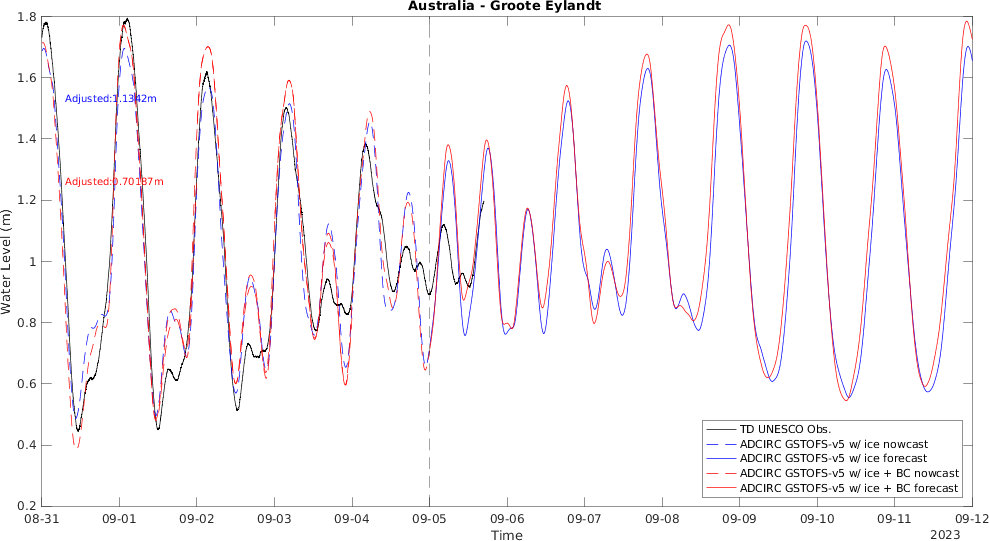 Australia - Groote Eylandt
1.8
1.6
1.4
1.2
1
0.8
0.6
0.4
0.2
Water Level (m)
Adjusted:1.1342m
Adjusted:0.70187m
TD UNESCO Obs.
ADCIRC GSTOFS-v5 w/ ice nowcast
ADCIRC GSTOFS-v5 w/ ice forecast
ADCIRC GSTOFS-v5 w/ ice + BC nowcast
ADCIRC GSTOFS-v5 w/ ice + BC forecast
08-31 09-01 09-02 09-03 09-04 09-05 09-06 09-07 09-08 09-09 09-10 09-11 09-12
Time
2023